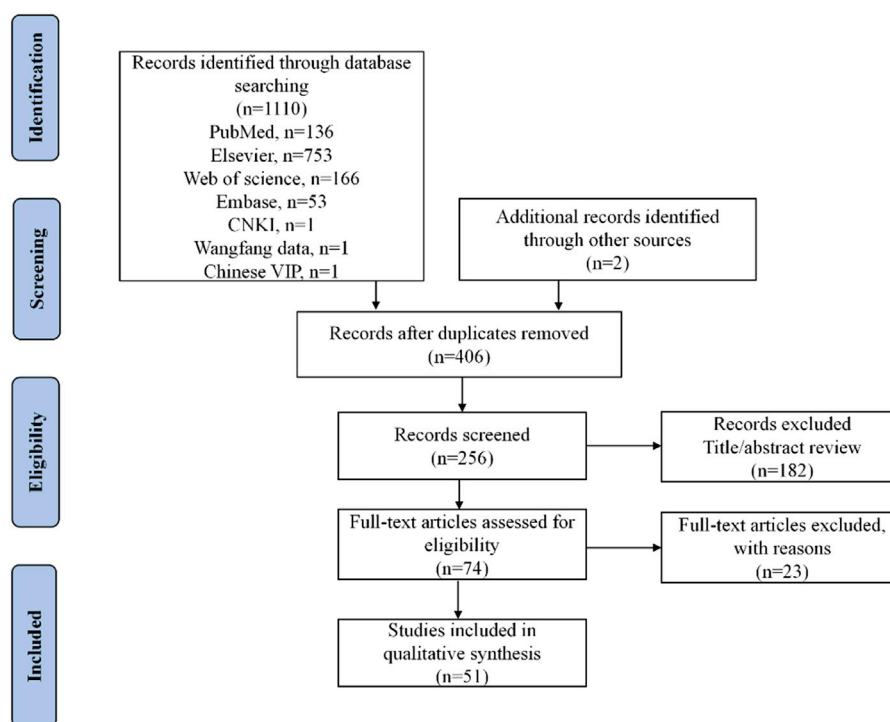 Identification
Records identified through database
searching
(n=1110)
PubMed, n=136
Elsevier, n=753
Web of science, n=166
Embase, n=53
CNKI, n=1
Wangfang data, n=1
Chinese VIP, n=1
Screening
Additional records identified
through other sources
(n=2)
Records after duplicates removed
(n=406)
Eligibility
Records screened
(n=256)
Records excluded
Title/abstract review
(n=182)
Full-text articles assessed for
eligibility
(n=74)
Full-text articles excluded,
with reasons
(n=23)
Included
Studies included in
qualitative synthesis
(n=51)